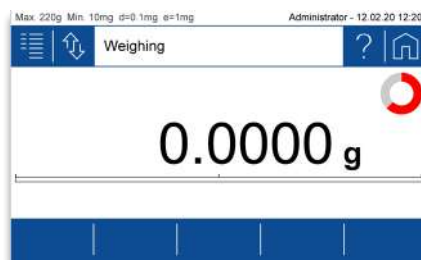 Max. 220g Min. 10mg d=0.1mg e=1mg Administrator - 12.02.20 12:20
Weighing ?
0.0000 g